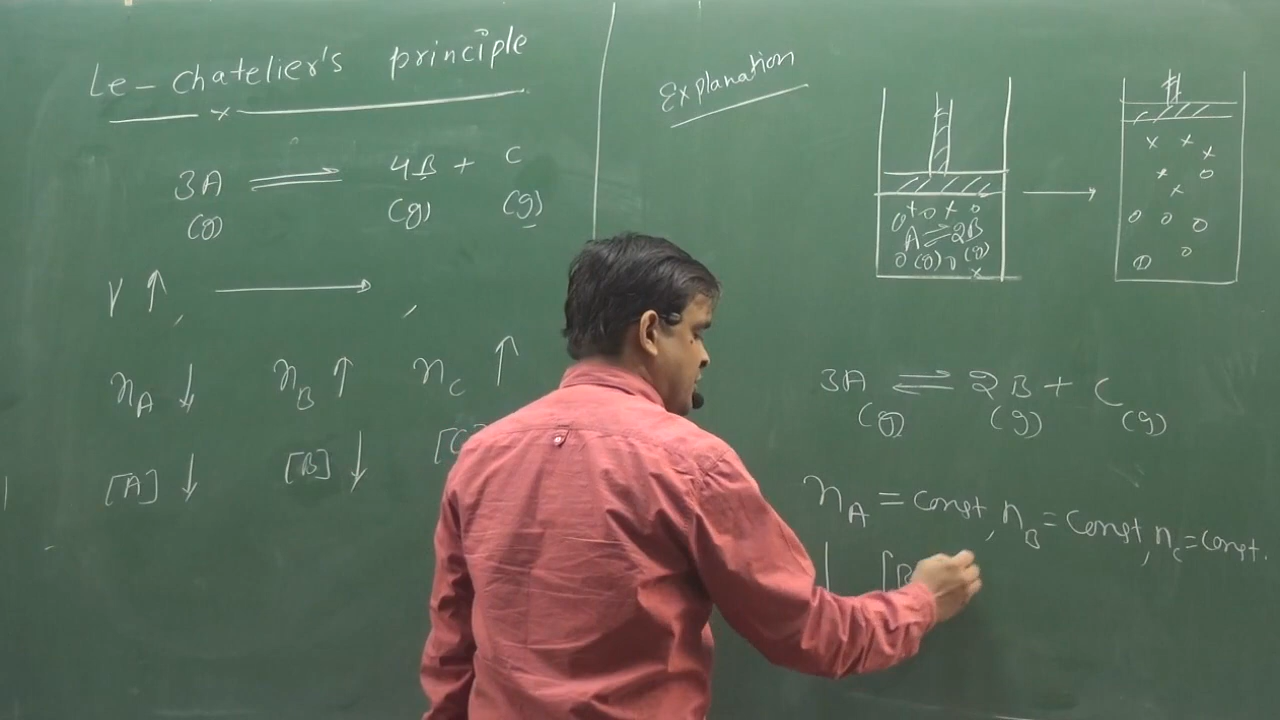 Le-chatelier's principle
3A ⇌ 4B + C
(g) (g) (g)
V ↑ →
n_A ↓ n_B ↑ n_C ↑
[A] ↓ [B] ↓ [C
Explanation
A ⇌ 2B
(g) (g)
3A ⇌ 2B + C
(g) (g) (g)
n_A = const, n_B = const, n_C = const.
[B